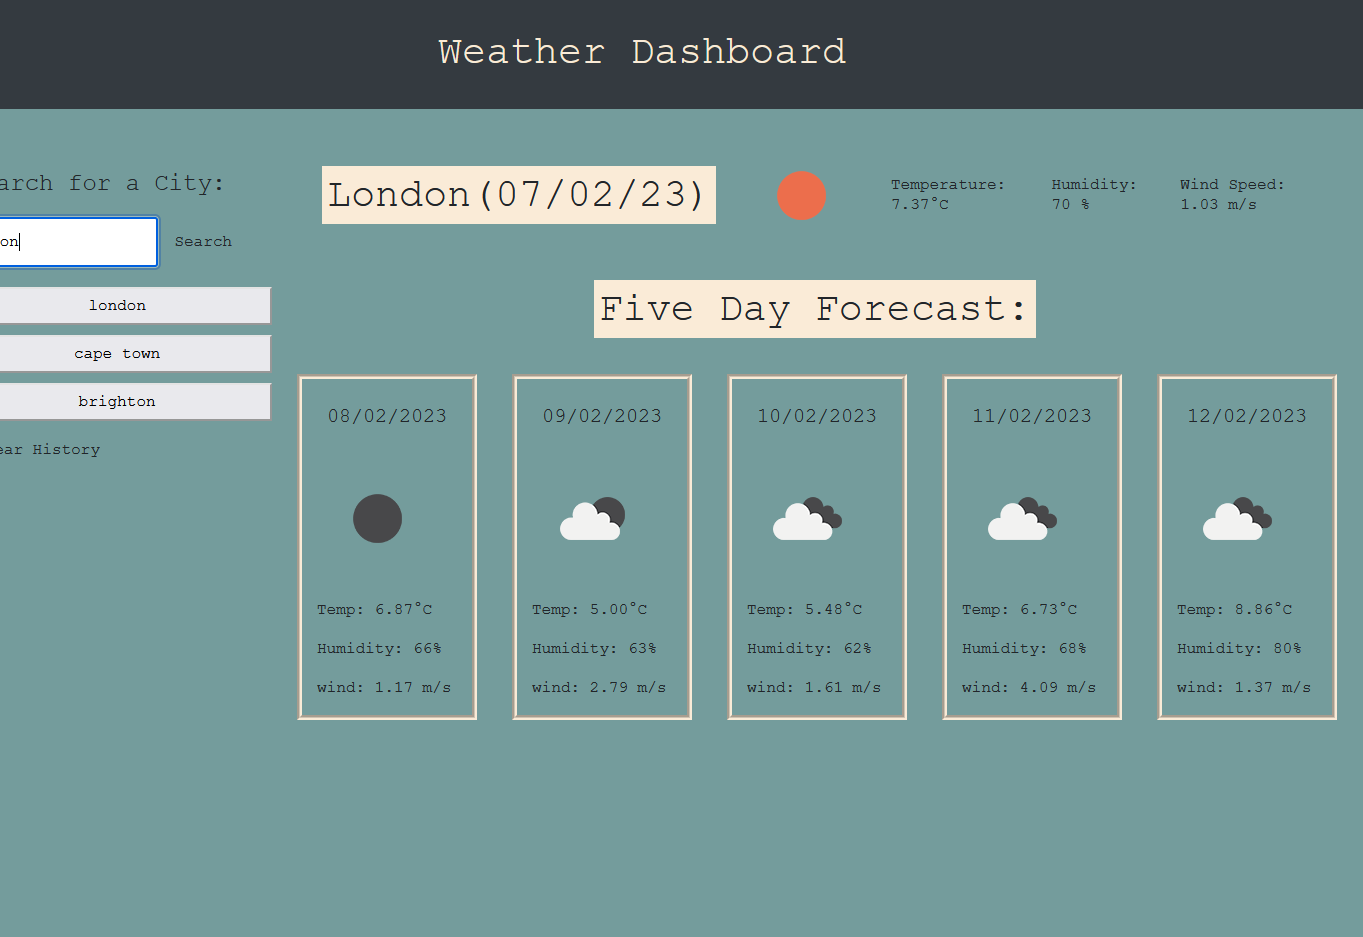 Weather Dashboard
arch for a City:
on
Search
london
cape town
brighton
ear History
London(07/02/23)
Temperature:
7.37°C
Humidity:
70 %
Wind Speed:
1.03 m/s
Five Day Forecast:
08/02/2023
Temp: 6.87°C
Humidity: 66%
wind: 1.17 m/s
09/02/2023
Temp: 5.00°C
Humidity: 63%
wind: 2.79 m/s
10/02/2023
Temp: 5.48°C
Humidity: 62%
wind: 1.61 m/s
11/02/2023
Temp: 6.73°C
Humidity: 68%
wind: 4.09 m/s
12/02/2023
Temp: 8.86°C
Humidity: 80%
wind: 1.37 m/s